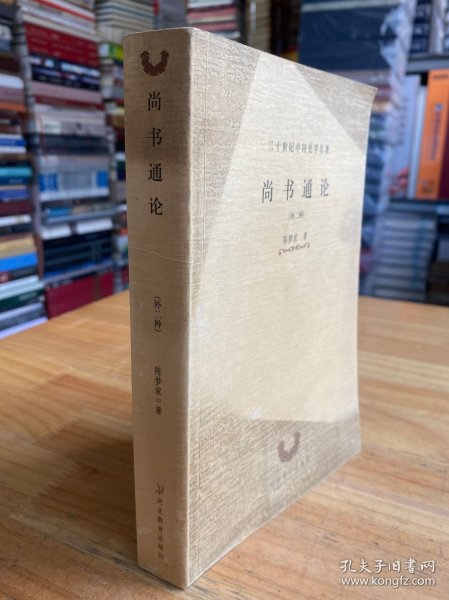 尚书通论
(外二种)
陈梦家 著
河北教育出版社
二十世纪中国史学名著
尚书通论
(外二种)
陈梦家 著
孔夫子旧书网
www.kongfz.com